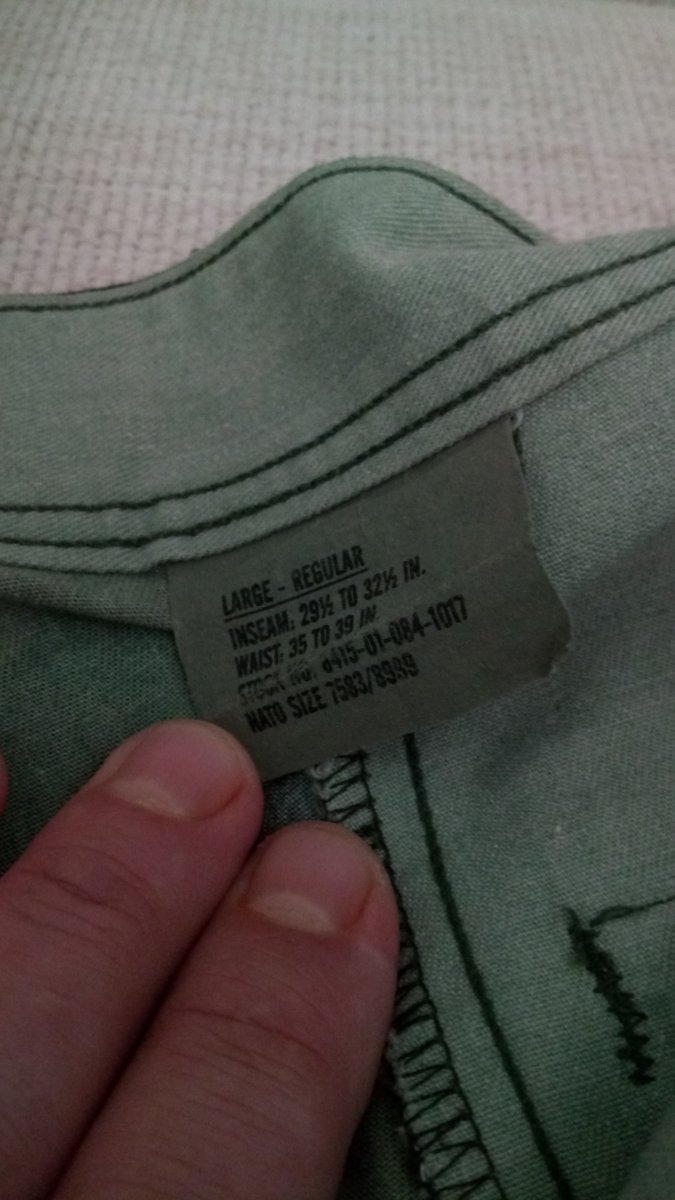 LARGE - REGULAR
INSEAM: 29½ TO 32½ IN.
WAIST: 35 TO 39 IN.
STOCK NO. 8415-01-084-1017
NATO SIZE 7583/8999